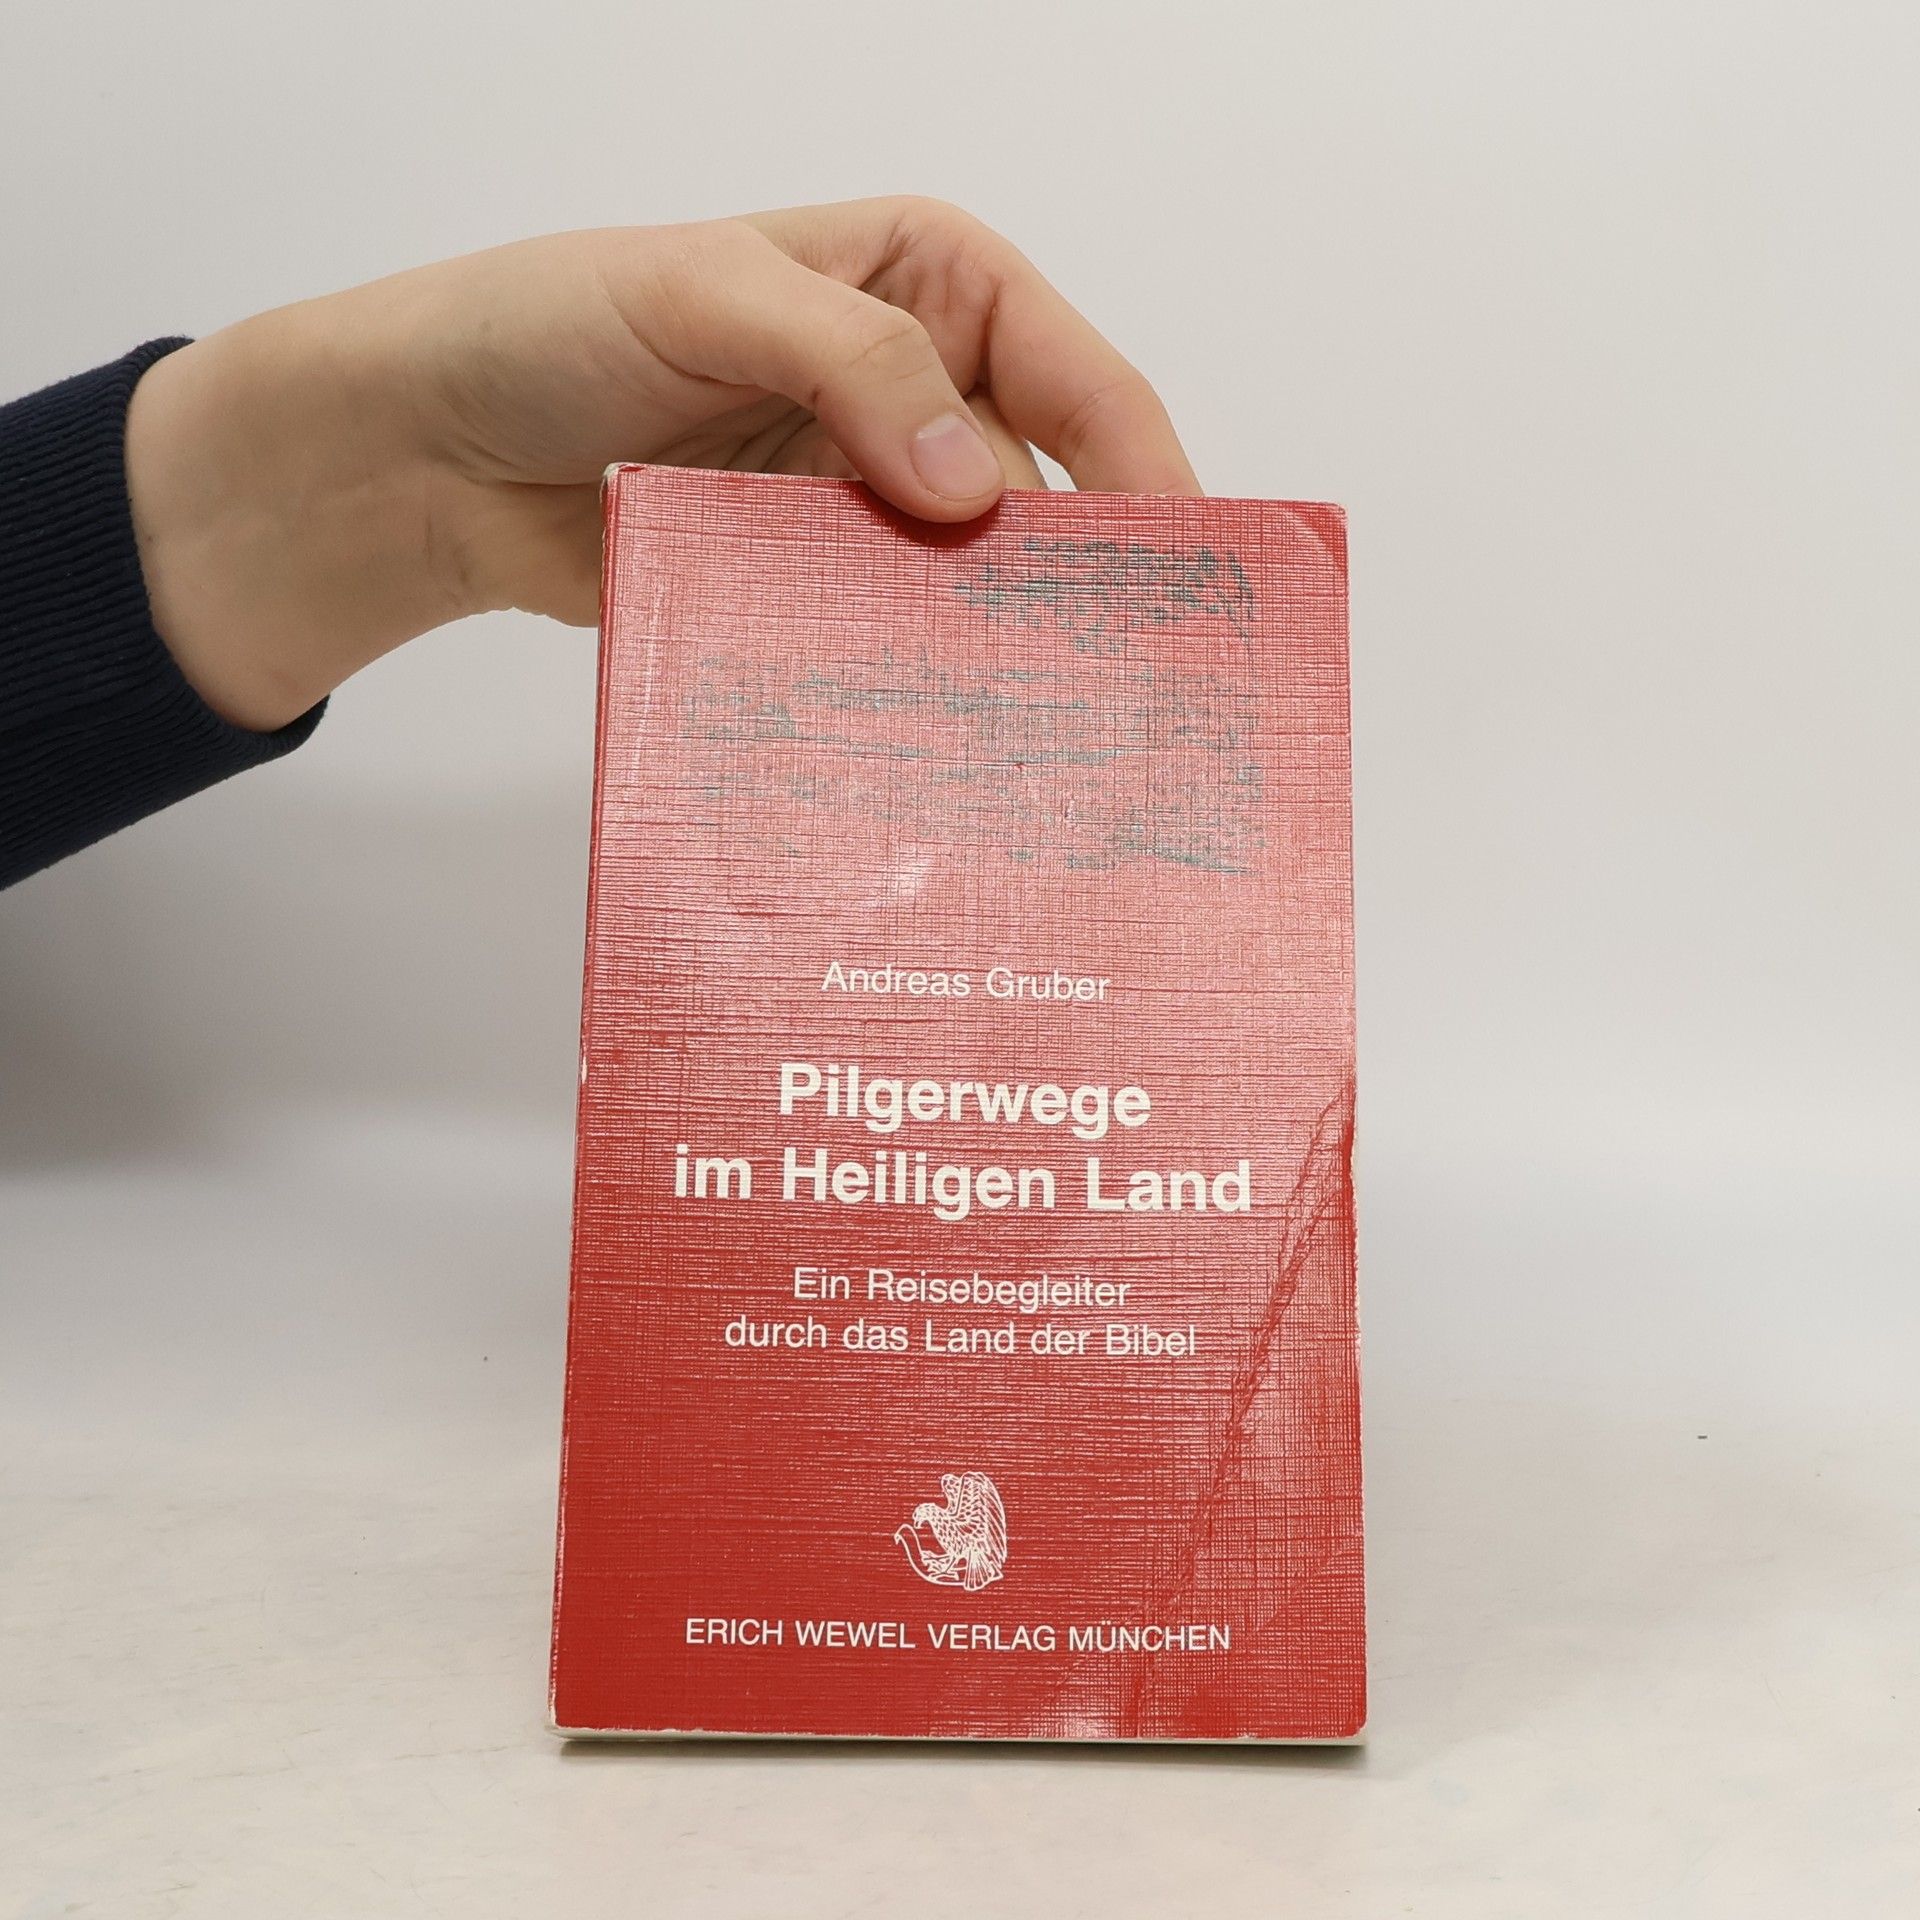 Andreas Gruber
Pilgerwege
im Heiligen Land
Ein Reisebegleiter
durch das Land der Bibel
ERICH WEWEL VERLAG MÜNCHEN